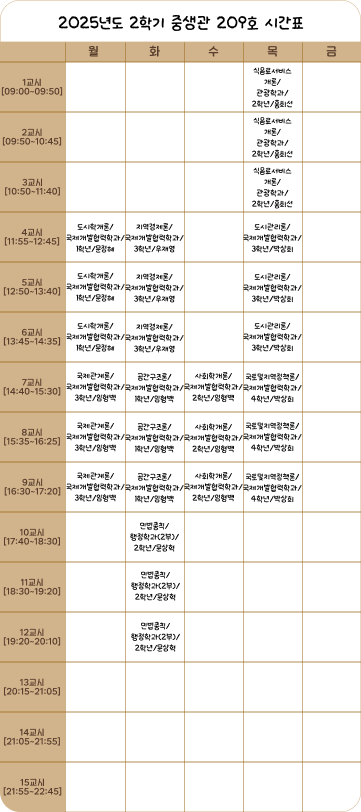 2025년도 2학기 중생관 209호 시간표
월 화 수 목 금
1교시
[09:00~09:50]
식음료서비스
개론/
관광학과/
2학년/홍희선
2교시
[09:50~10:45]
식음료서비스
개론/
관광학과/
2학년/홍희선
3교시
[10:50~11:40]
식음료서비스
개론/
관광학과/
2학년/홍희선
4교시
[11:55~12:45]
도시학개론/ 지역경제론/ 도시관리론/
국제개발협력학과/ 국제개발협력학과/ 국제개발협력학과/
1학년/문창혜 3학년/우재영 3학년/박상희
5교시
[12:50~13:40]
도시학개론/ 지역경제론/ 도시관리론/
국제개발협력학과/ 국제개발협력학과/ 국제개발협력학과/
1학년/문창혜 3학년/우재영 3학년/박상희
6교시
[13:45~14:35]
도시학개론/ 지역경제론/ 도시관리론/
국제개발협력학과/ 국제개발협력학과/ 국제개발협력학과/
1학년/문창혜 3학년/우재영 3학년/박상희
7교시
[14:40~15:30]
국제관계론/ 공간구조론/ 사회학개론/ 국토및지역정책론/
국제개발협력학과/ 국제개발협력학과/ 국제개발협력학과/ 국제개발협력학과/
3학년/임형백 1학년/임형백 2학년/임형백 4학년/박상희
8교시
[15:35~16:25]
국제관계론/ 공간구조론/ 사회학개론/ 국토및지역정책론/
국제개발협력학과/ 국제개발협력학과/ 국제개발협력학과/ 국제개발협력학과/
3학년/임형백 1학년/임형백 2학년/임형백 4학년/박상희
9교시
[16:30~17:20]
국제관계론/ 공간구조론/ 사회학개론/ 국토및지역정책론/
국제개발협력학과/ 국제개발협력학과/ 국제개발협력학과/ 국제개발협력학과/
3학년/임형백 1학년/임형백 2학년/임형백 4학년/박상희
10교시
[17:40~18:30]
민법총칙/
행정학과(2부)/
2학년/문상혁
11교시
[18:30~19:20]
민법총칙/
행정학과(2부)/
2학년/문상혁
12교시
[19:20~20:10]
민법총칙/
행정학과(2부)/
2학년/문상혁
13교시
[20:15~21:05]
14교시
[21:05~21:55]
15교시
[21:55~22:45]